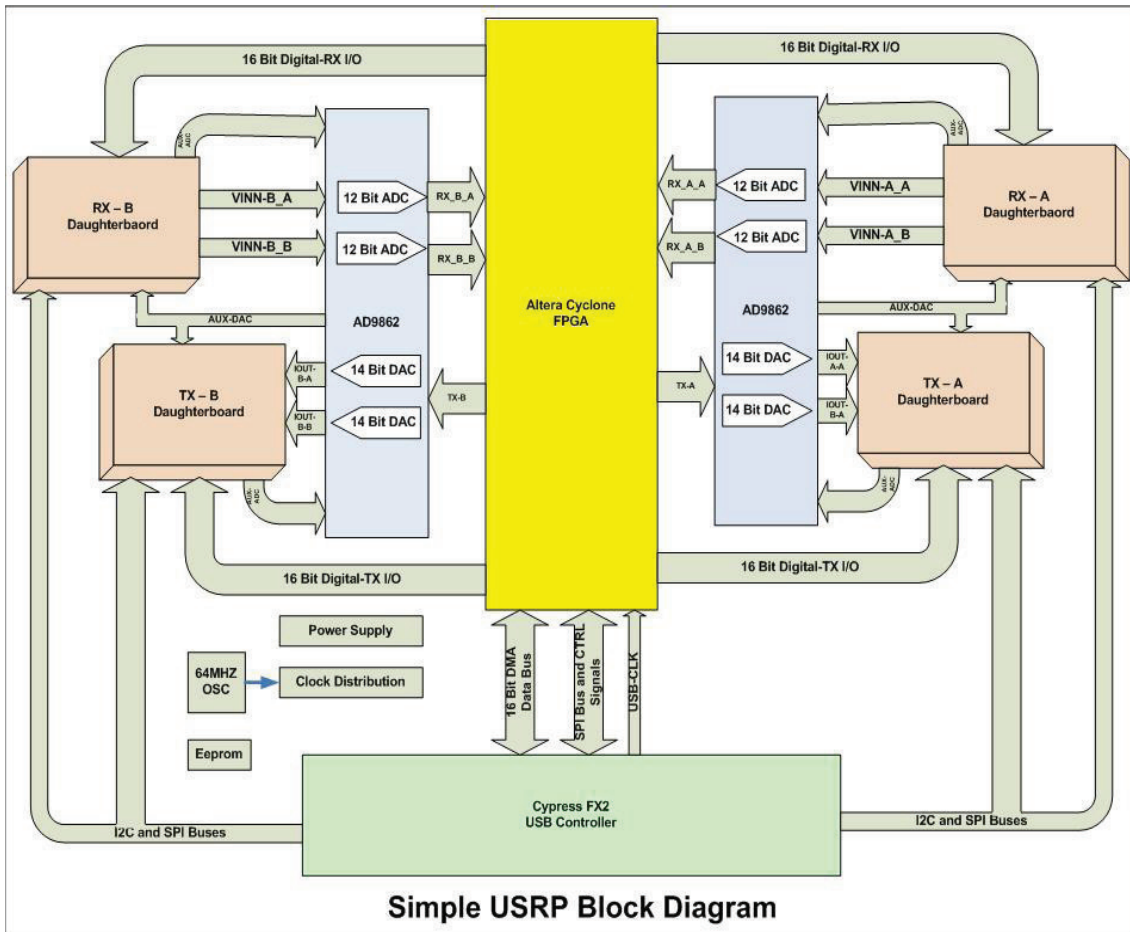 16 Bit Digital-RX I/O
16 Bit Digital-RX I/O
AUX-
ADC
AUX-
ADC
RX – B
Daughterbaord
VINN-B_A
VINN-B_B
12 Bit ADC
12 Bit ADC
RX_B_A
RX_B_B
RX_A_A
RX_A_B
12 Bit ADC
12 Bit ADC
VINN-A_A
VINN-A_B
RX – A
Daughterbaord
Altera Cyclone
FPGA
AUX-DAC
AD9862
AD9862
AUX-DAC
TX – B
Daughterboard
IOUT-
B-A
IOUT-
B-B
14 Bit DAC
14 Bit DAC
TX-B
TX-A
14 Bit DAC
14 Bit DAC
IOUT-
A-A
IOUT-
B-A
TX – A
Daughterboard
AUX-
ADC
AUX-
ADC
16 Bit Digital-TX I/O
16 Bit Digital-TX I/O
Power Supply
64MHZ
OSC
Clock Distribution
Eeprom
16 Bit DMA
Data Bus
SPI Bus and CTRL
Signals
USB-CLK
Cypress FX2
USB Controller
I2C and SPI Buses
I2C and SPI Buses
Simple USRP Block Diagram